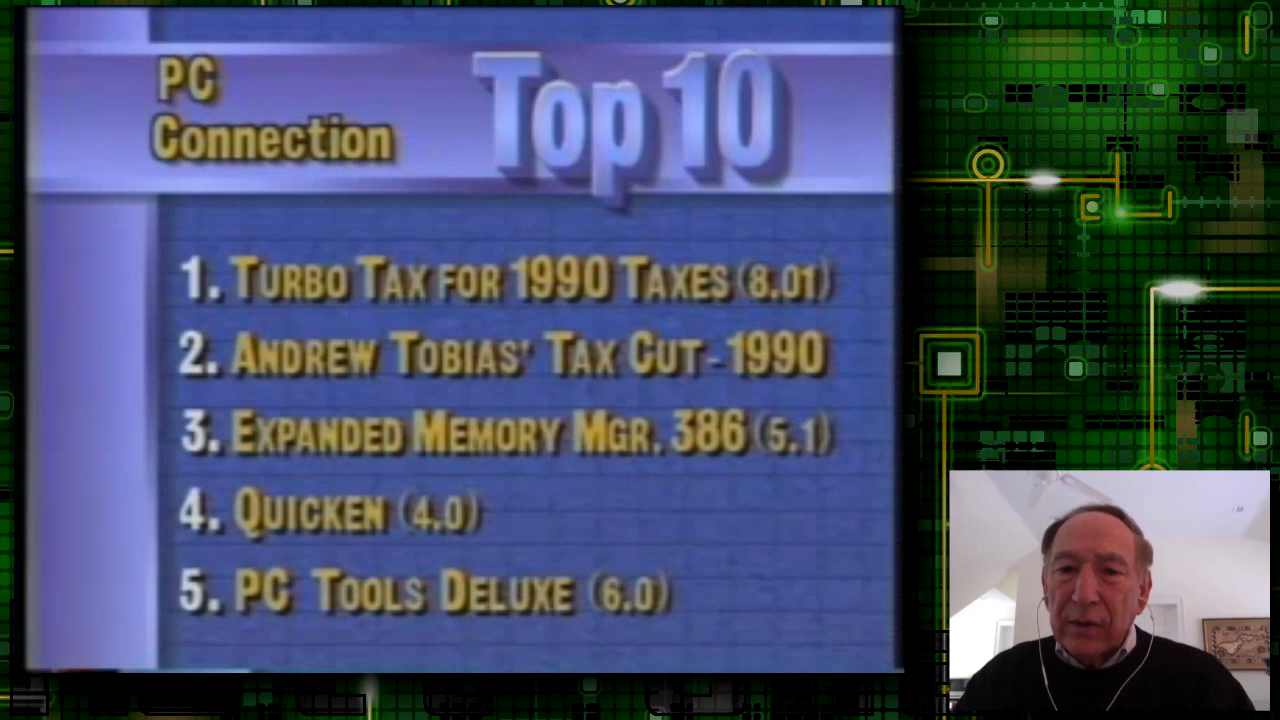 PC
Connection
Top 10
1. TURBO TAX FOR 1990 TAXES (8.01)
2. ANDREW TOBIAS' TAX CUT - 1990
3. EXPANDED MEMORY MGR. 386 (5.1)
4. QUICKEN (4.0)
5. PC TOOLS DELUXE (6.0)